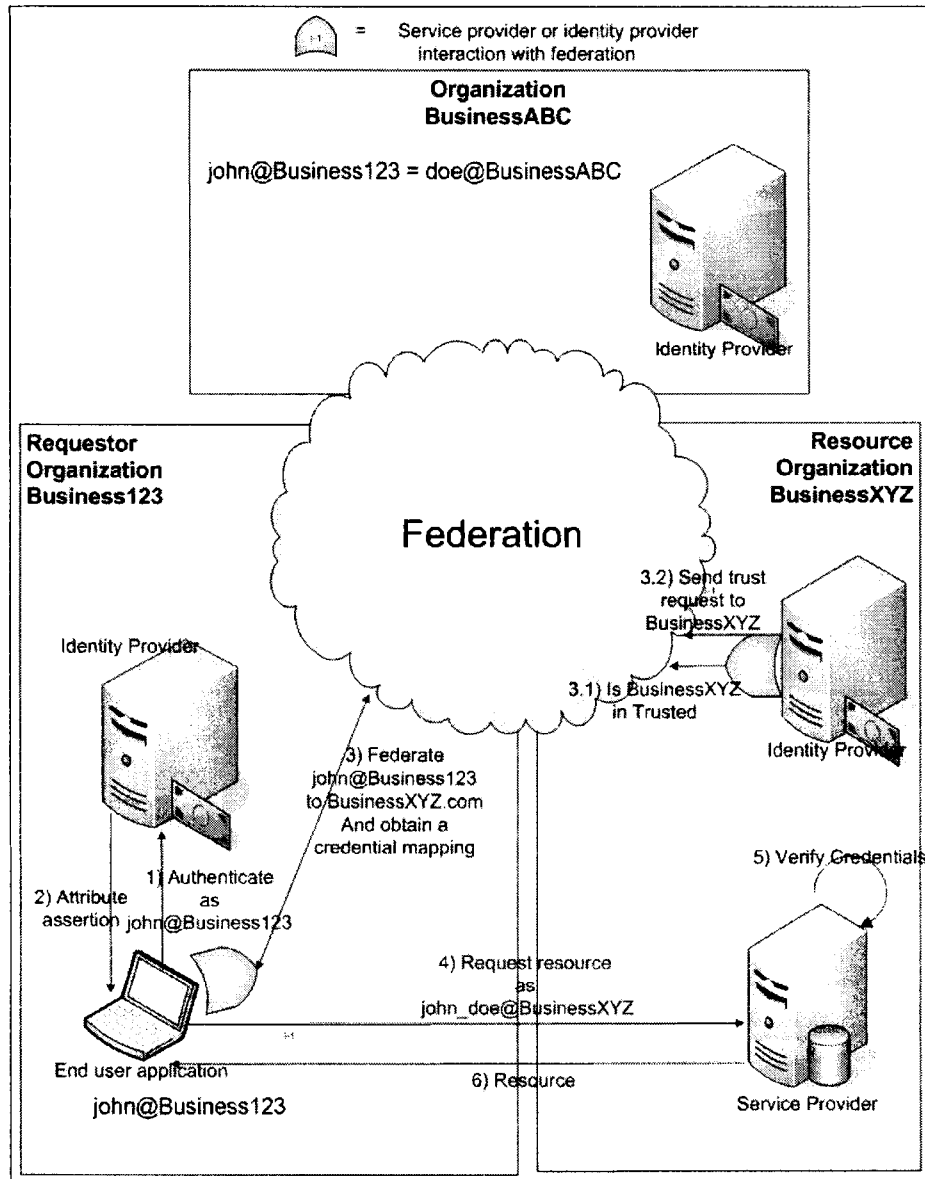 = Service provider or identity provider
interaction with federation
Organization
BusinessABC
john@Business123 = doe@BusinessABC
Identity Provider
Requestor
Organization
Business123
Resource
Organization
BusinessXYZ
Federation
3.2) Send trust
request to
BusinessXYZ
3.1) Is BusinessXYZ
in Trusted
Identity Provider
Identity Provider
3) Federate
john@Business123
to BusinessXYZ.com
And obtain a
credential mapping
1) Authenticate
as
john@Business123
2) Attribute
assertion
5) Verify Credentials
4) Request resource
as
john_doe@BusinessXYZ
6) Resource
End user application
john@Business123
Service Provider